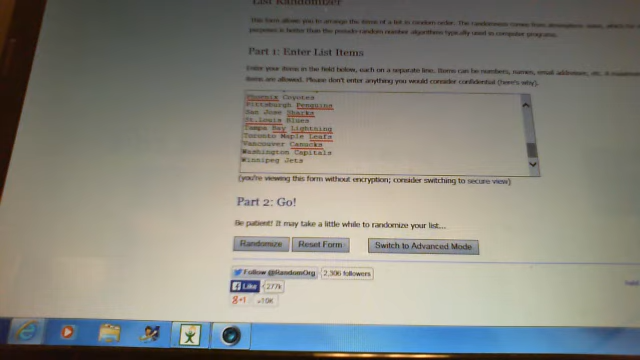 List Randomizer
This form allows you to arrange the items of a list in random order. The randomness comes from atmospheric noise, which for many
purposes is better than the pseudo-random number algorithms typically used in computer programs.
Part 1: Enter List Items
Enter your items in the field below, each on a separate line. Items can be numbers, names, email addresses, etc. A maximum
items are allowed. Please don't enter anything you would consider confidential (here's why).
Phoenix Coyotes
Pittsburgh Penguins
San Jose Sharks
St.Louis Blues
Tampa Bay Lightning
Toronto Maple Leafs
Vancouver Canucks
Washington Capitals
Winnipeg Jets
(you're viewing this form without encryption; consider switching to secure view)
Part 2: Go!
Be patient! It may take a little while to randomize your list...
Randomize Reset Form Switch to Advanced Mode
Follow @RandomOrg 2,306 followers
Like 277k
g+1 +10K